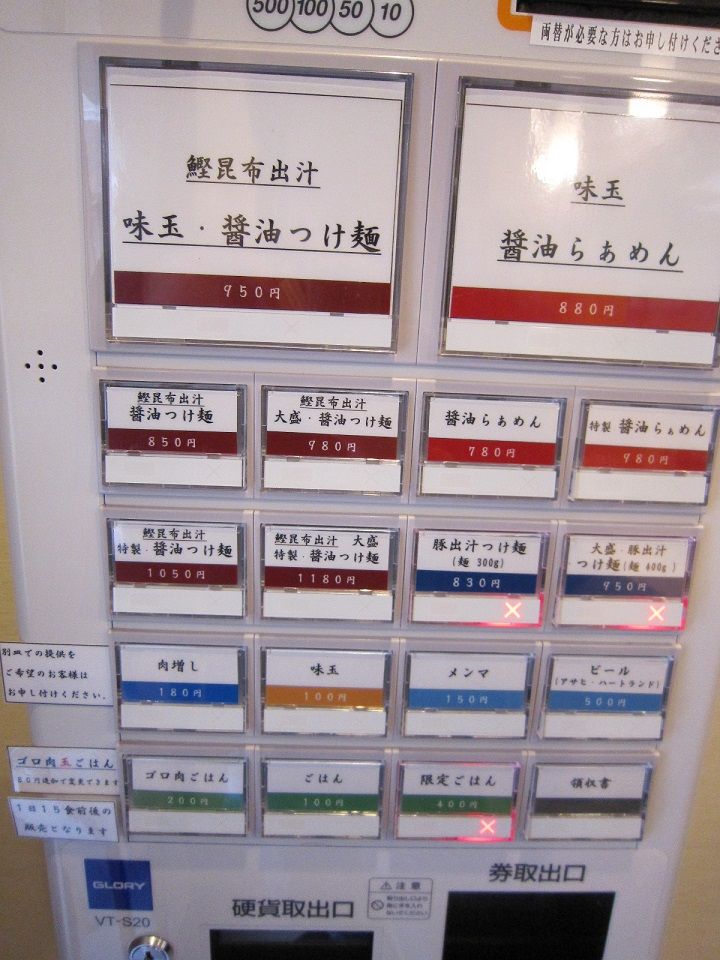 500 100 50 10
両替が必要な方はお申し付けくださ
鰹昆布出汁
味玉・醤油つけ麺
950円
味玉
醤油らぁめん
880円
鰹昆布出汁
醤油つけ麺
850円
鰹昆布出汁
大盛・醤油つけ麺
980円
醤油らぁめん
780円
特製 醤油らぁめん
980円
鰹昆布出汁
特製・醤油つけ麺
1050円
鰹昆布出汁 大盛
特製・醤油つけ麺
1180円
豚出汁つけ麺
(麺 300g)
830円
大盛・豚出汁
つけ麺(麺 400g)
950円
別皿での提供を
ご希望のお客様は
お申し付けください。
肉増し
180円
味玉
100円
メンマ
150円
ビール
(アサヒ・ハートランド)
500円
ゴロ肉玉ごはん
1日15食前後の
販売となります
ゴロ肉ごはん
200円
ごはん
100円
限定ごはん
400円
領収書
GLORY
VT-S20
硬貨取出口
注意
券取出口